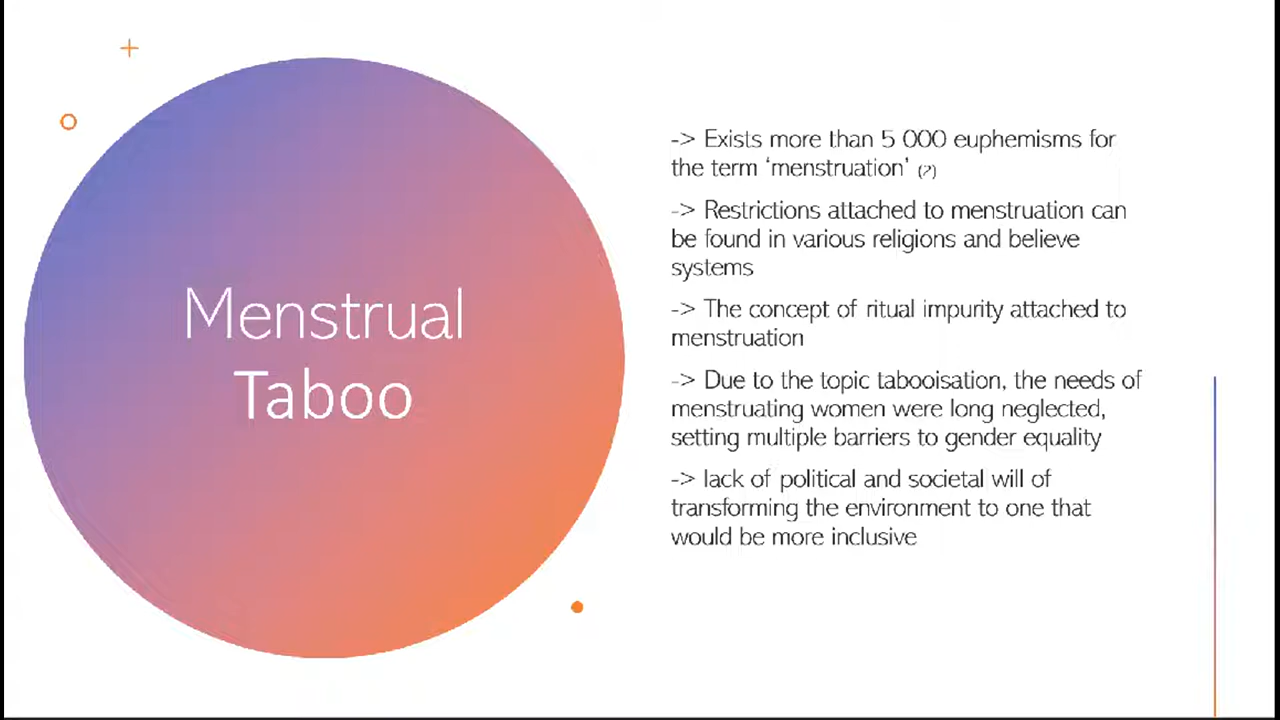 Menstrual
Taboo
-> Exists more than 5 000 euphemisms for
the term ‘menstruation’ (2)
-> Restrictions attached to menstruation can
be found in various religions and believe
systems
-> The concept of ritual impurity attached to
menstruation
-> Due to the topic tabooisation, the needs of
menstruating women were long neglected,
setting multiple barriers to gender equality
-> lack of political and societal will of
transforming the environment to one that
would be more inclusive